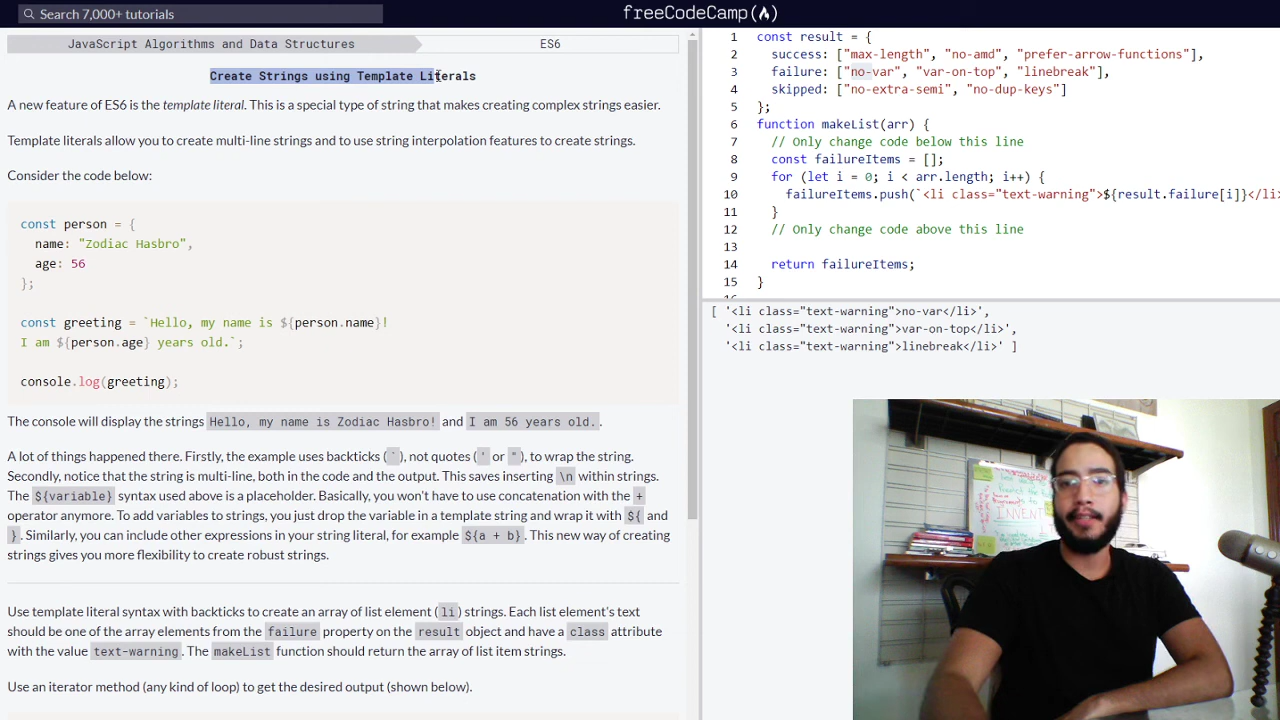 Search 7,000+ tutorials
freeCodeCamp(🔥)
JavaScript Algorithms and Data Structures
ES6
Create Strings using Template Literals
A new feature of ES6 is the template literal. This is a special type of string that makes creating complex strings easier.
Template literals allow you to create multi-line strings and to use string interpolation features to create strings.
Consider the code below:
const person = {
name: "Zodiac Hasbro",
age: 56
};
const greeting = `Hello, my name is ${person.name}!
I am ${person.age} years old.`;
console.log(greeting);
The console will display the strings Hello, my name is Zodiac Hasbro! and I am 56 years old..
A lot of things happened there. Firstly, the example uses backticks (`), not quotes (' or "), to wrap the string.
Secondly, notice that the string is multi-line, both in the code and the output. This saves inserting \n within strings.
The ${variable} syntax used above is a placeholder. Basically, you won't have to use concatenation with the +
operator anymore. To add variables to strings, you just drop the variable in a template string and wrap it with ${ and
}. Similarly, you can include other expressions in your string literal, for example ${a + b}. This new way of creating
strings gives you more flexibility to create robust strings.
Use template literal syntax with backticks to create an array of list element (li) strings. Each list element's text
should be one of the array elements from the failure property on the result object and have a class attribute
with the value text-warning. The makeList function should return the array of list item strings.
Use an iterator method (any kind of loop) to get the desired output (shown below).
1 const result = {
2 success: ["max-length", "no-amd", "prefer-arrow-functions"],
3 failure: ["no-var", "var-on-top", "linebreak"],
4 skipped: ["no-extra-semi", "no-dup-keys"]
5 };
6 function makeList(arr) {
7 // Only change code below this line
8 const failureItems = [];
9 for (let i = 0; i < arr.length; i++) {
10 failureItems.push(`<li class="text-warning">${result.failure[i]}</li>
11 }
12 // Only change code above this line
13
14 return failureItems;
15 }
[ '<li class="text-warning">no-var</li>',
'<li class="text-warning">var-on-top</li>',
'<li class="text-warning">linebreak</li>' ]
INVENT